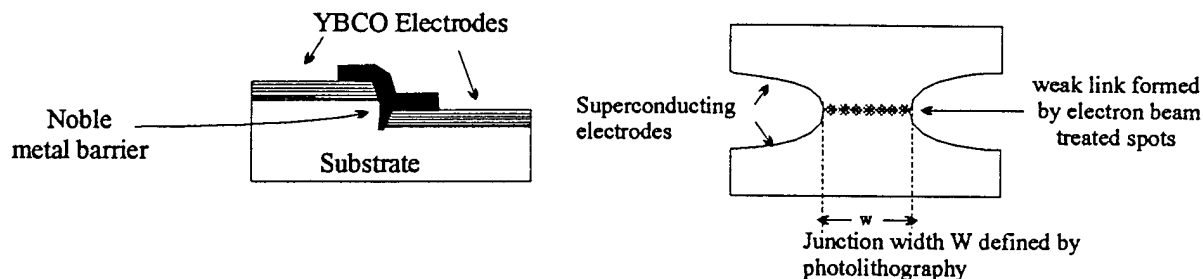 YBCO Electrodes
Noble
metal barrier
Substrate
Superconducting
electrodes
weak link formed
by electron beam
treated spots
W
Junction width W defined by
photolithography